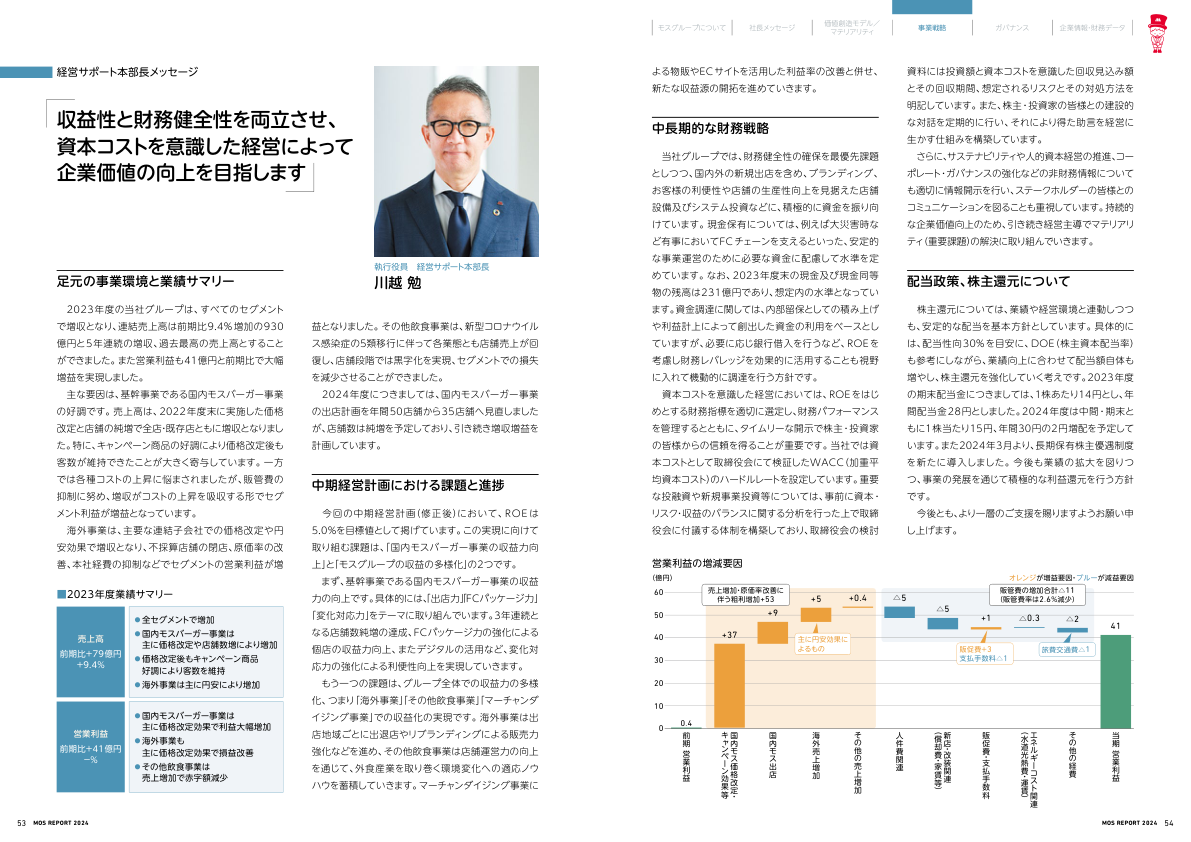 モスグループについて
社長メッセージ
価値創造モデル／
マテリアリティ
事業戦略
ガバナンス
企業情報・財務データ
経営サポート本部長メッセージ
収益性と財務健全性を両立させ、
資本コストを意識した経営によって
企業価値の向上を目指します
執行役員　経営サポート本部長
川越 勉
足元の事業環境と業績サマリー
　2023年度の当社グループは、すべてのセグメント
で増収となり、連結売上高は前期比9.4%増加の930
億円と5年連続の増収、過去最高の売上高とすること
ができました。また営業利益も41億円と前期比で大幅
増益を実現しました。
　主な要因は、基幹事業である国内モスバーガー事業
の好調です。売上高は、2022年度末に実施した価格
改定と店舗の純増で全店・既存店ともに増収となりまし
た。特に、キャンペーン商品の好調により価格改定後も
客数が維持できたことが大きく寄与しています。一方
では各種コストの上昇に悩まされましたが、販管費の
抑制に努め、増収がコストの上昇を吸収する形でセグ
メント利益が増益となっています。
　海外事業は、主要な連結子会社での価格改定や円
安効果で増収となり、不採算店舗の閉店、原価率の改
善、本社経費の抑制などでセグメントの営業利益が増
■2023年度業績サマリー
売上高
前期比+79億円
+9.4%
●全セグメントで増加
●国内モスバーガー事業は
主に価格改定や店舗数増により増加
●価格改定後もキャンペーン商品
好調により客数を維持
●海外事業は主に円安により増加
営業利益
前期比+41億円
−%
●国内モスバーガー事業は
主に価格改定効果で利益大幅増加
●海外事業も
主に価格改定効果で損益改善
●その他飲食事業は
売上増加で赤字額減少
益となりました。その他飲食事業は、新型コロナウイル
ス感染症の5類移行に伴って各業態とも店舗売上が回
復し、店舗段階では黒字化を実現、セグメントでの損失
を減少させることができました。
　2024年度につきましては、国内モスバーガー事業
の出店計画を年間50店舗から35店舗へ見直しました
が、店舗数は純増を予定しており、引き続き増収増益を
計画しています。
中期経営計画における課題と進捗
　今回の中期経営計画（修正後）において、ROEは
5.0%を目標値として掲げています。この実現に向けて
取り組む課題は、「国内モスバーガー事業の収益力向
上」と「モスグループの収益の多様化」の2つです。
　まず、基幹事業である国内モスバーガー事業の収益
力の向上です。具体的には、「出店力」「FCパッケージ力」
「変化対応力」をテーマに取り組んでいます。3年連続と
なる店舗数純増の達成、FCパッケージ力の強化による
個店の収益力向上、またデジタルの活用など、変化対
応力の強化による利便性向上を実現していきます。
　もう一つの課題は、グループ全体での収益力の多様
化、つまり「海外事業」「その他飲食事業」「マーチャンダ
イジング事業」での収益化の実現です。海外事業は出
店地域ごとに出退店やリブランディングによる販売力
強化などを進め、その他飲食事業は店舗運営力の向上
を通じて、外食産業を取り巻く環境変化への適応ノウ
ハウを蓄積していきます。マーチャンダイジング事業に
よる物販やECサイトを活用した利益率の改善と併せ、
新たな収益源の開拓を進めていきます。
中長期的な財務戦略
　当社グループでは、財務健全性の確保を最優先課題
としつつ、国内外の新規出店を含め、ブランディング、
お客様の利便性や店舗の生産性向上を見据えた店舗
設備及びシステム投資などに、積極的に資金を振り向
けています。現金保有については、例えば大災害時な
ど有事においてFCチェーンを支えるといった、安定的
な事業運営のために必要な資金に配慮して水準を定
めています。なお、2023年度末の現金及び現金同等
物の残高は231億円であり、想定内の水準となってい
ます。資金調達に関しては、内部留保としての積み上げ
や利益計上によって創出した資金の利用をベースとし
ていますが、必要に応じ銀行借入を行うなど、ROEを
考慮し財務レバレッジを効果的に活用することも視野
に入れて機動的に調達を行う方針です。
　資本コストを意識した経営においては、ROEをはじ
めとする財務指標を適切に選定し、財務パフォーマンス
を管理するとともに、タイムリーな開示で株主・投資家
の皆様からの信頼を得ることが重要です。当社では資
本コストとして取締役会にて検証したWACC（加重平
均資本コスト）のハードルレートを設定しています。重要
な投融資や新規事業投資等については、事前に資本・
リスク・収益のバランスに関する分析を行った上で取締
役会に付議する体制を構築しており、取締役会の検討
資料には投資額と資本コストを意識した回収見込み額
とその回収期間、想定されるリスクとその対処方法を
明記しています。また、株主・投資家の皆様との建設的
な対話を定期的に行い、それにより得た助言を経営に
生かす仕組みを構築しています。
　さらに、サステナビリティや人的資本経営の推進、コー
ポレート・ガバナンスの強化などの非財務情報について
も適切に情報開示を行い、ステークホルダーの皆様との
コミュニケーションを図ることも重視しています。持続的
な企業価値向上のため、引き続き経営主導でマテリアリ
ティ（重要課題）の解決に取り組んでいきます。
配当政策、株主還元について
　株主還元については、業績や経営環境と連動しつつ
も、安定的な配当を基本方針としています。具体的に
は、配当性向30%を目安に、DOE（株主資本配当率）
も参考にしながら、業績向上に合わせて配当額自体も
増やし、株主還元を強化していく考えです。2023年度
の期末配当金につきましては、1株あたり14円とし、年
間配当金28円としました。2024年度は中間・期末と
もに1株当たり15円、年間30円の2円増配を予定して
います。また2024年3月より、長期保有株主優遇制度
を新たに導入しました。今後も業績の拡大を図りつ
つ、事業の発展を通じて積極的な利益還元を行う方針
です。
　今後とも、より一層のご支援を賜りますようお願い申
し上げます。
営業利益の増減要因
（億円）
オレンジが増益要因・ブルーが減益要因
60
50
40
30
20
10
0
売上増加・原価率改善に
伴う粗利増加+53
販管費の増加合計△11
（販管費率は2.6%減少）
0.4
+37
+9
+5
+0.4
△5
△5
+1
△0.3
△2
41
主に円安効果に
よるもの
販促費+3
支払手数料△1
旅費交通費△1
前期 営業利益
国内モス価格改定・
キャンペーン効果等
国内モス出店
海外売上増加
その他の売上増加
人件費関連
新店・改装関連
（償却費・家賃等）
販促費・支払手数料
エネルギーコスト関連
（水道光熱費・運賃）
その他の経費
当期 営業利益
53 MOS REPORT 2024
MOS REPORT 2024 54